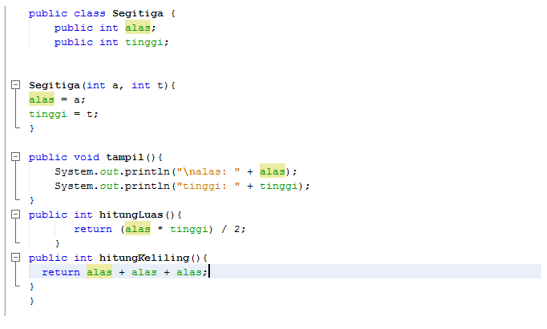 public class Segitiga {
public int alas;
public int tinggi;
Segitiga(int a, int t){
alas = a;
tinggi = t;
}
public void tampil(){
System.out.println("\nalas: " + alas);
System.out.println("tinggi: " + tinggi);
}
public int hitungLuas(){
return (alas * tinggi) / 2;
}
public int hitungKeliling(){
return alas + alas + alas;
}
}